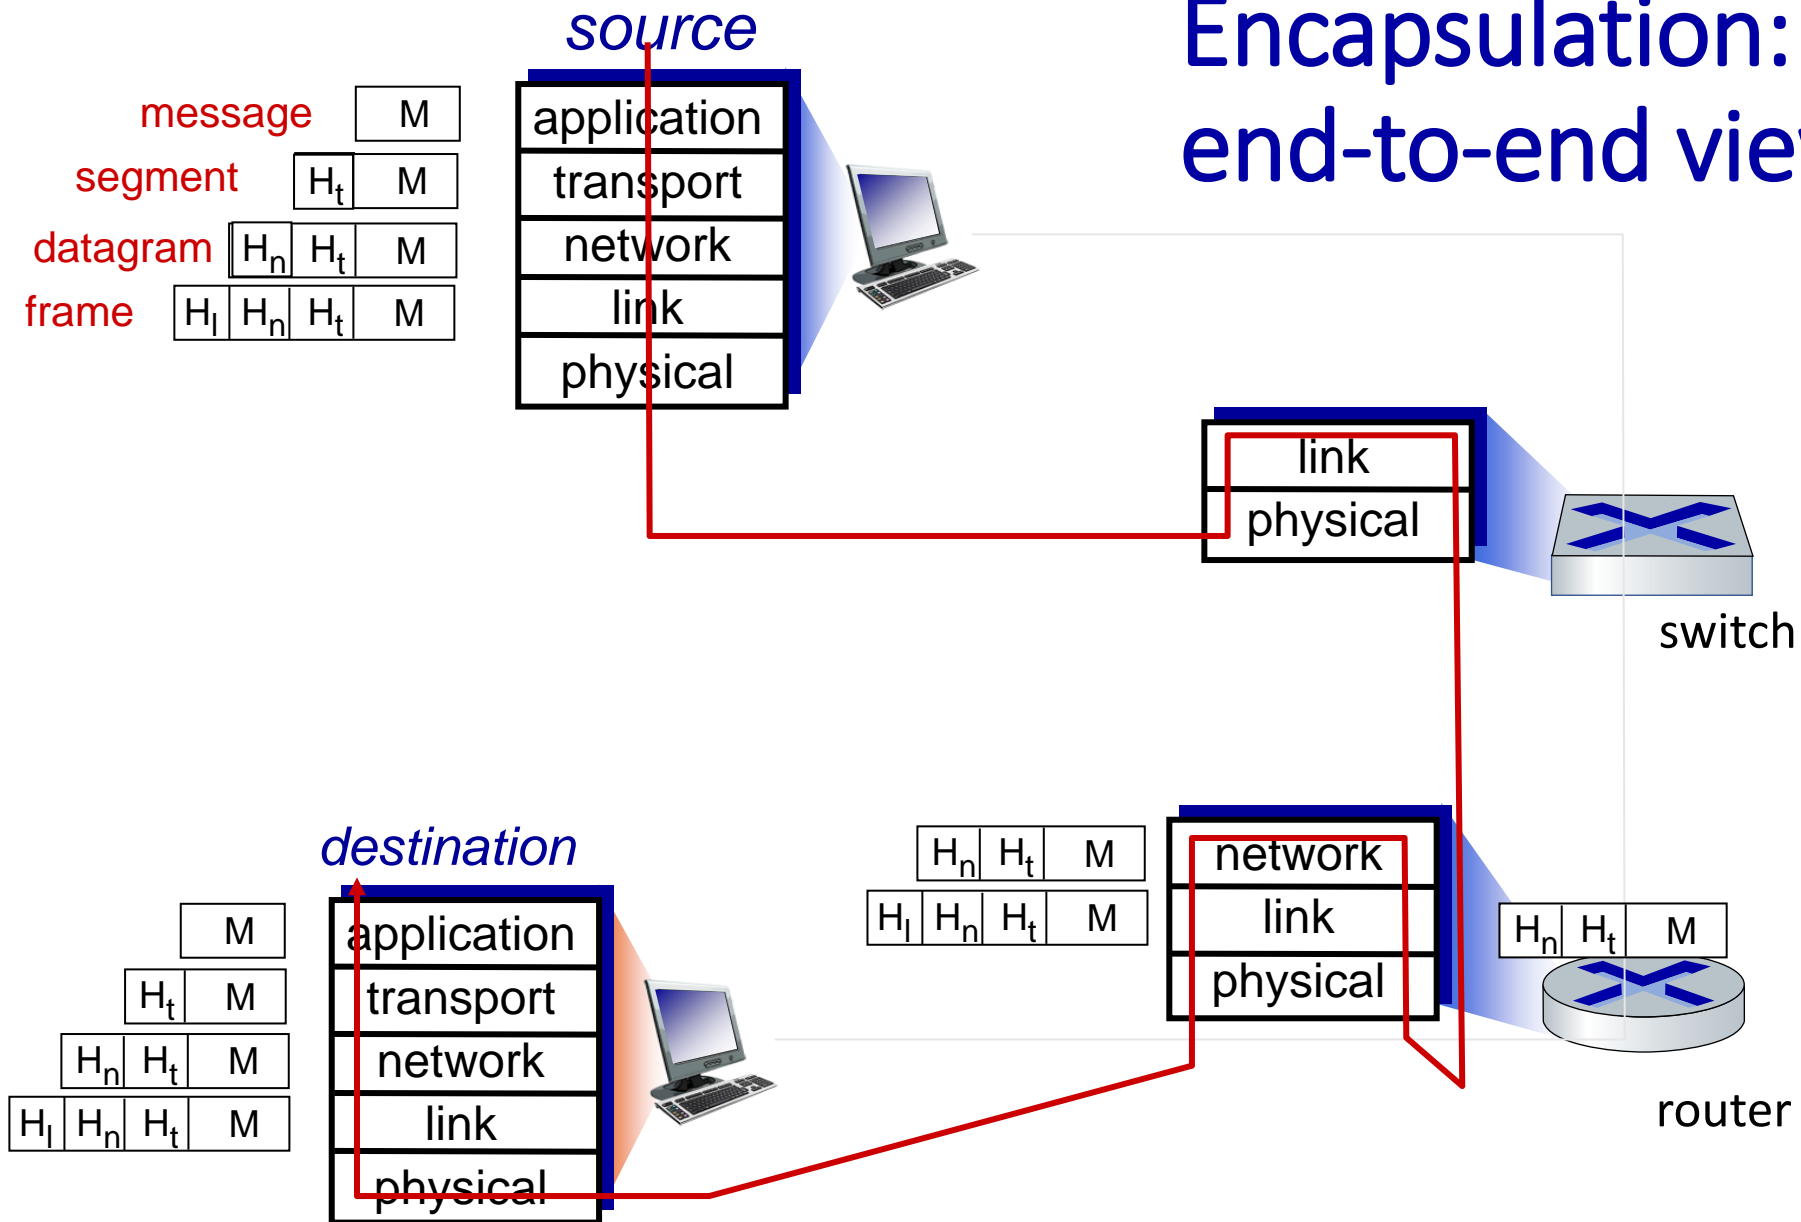 source
Encapsulation:
end-to-end vie
message M
segment Ht M
datagram Hn Ht M
frame Hl Hn Ht M
application
transport
network
link
physical
link
physical
switch
destination
M
Ht M
Hn Ht M
Hl Hn Ht M
application
transport
network
link
physical
Hn Ht M
Hl Hn Ht M
network
link
physical
Hn Ht M
router